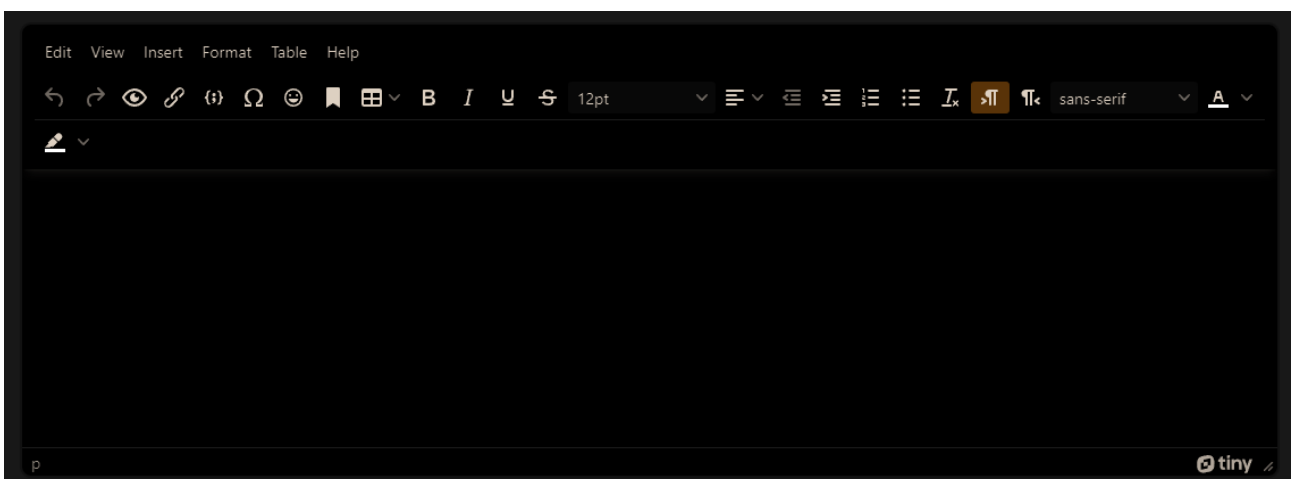 Edit View Insert Format Table Help
{;} Ω B I U S 12pt sans-serif A
p
tiny